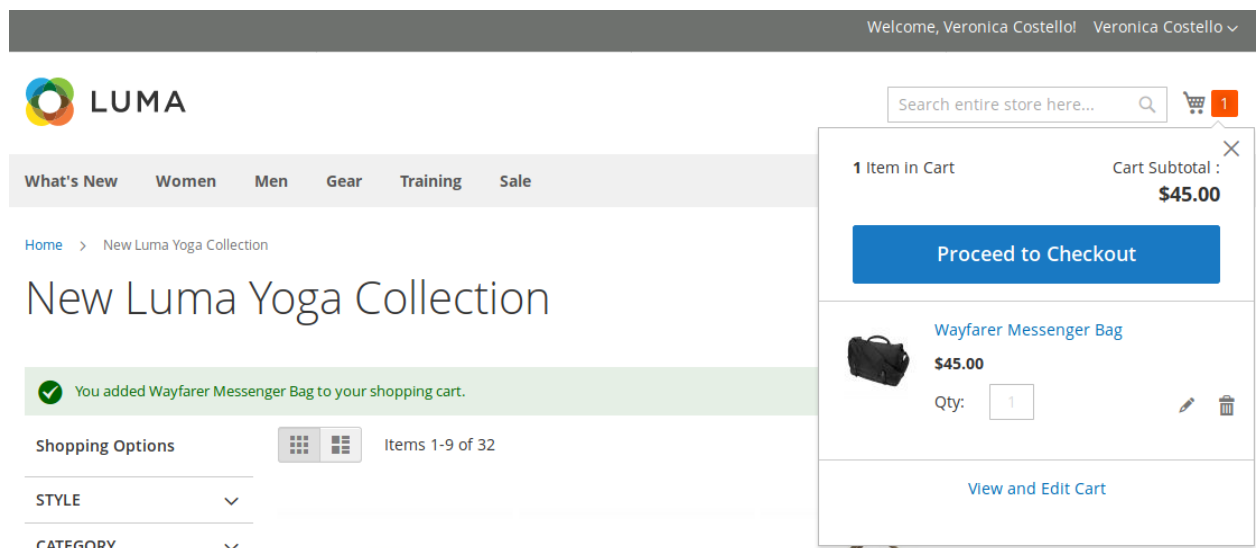 Welcome, Veronica Costello! Veronica Costello
LUMA
Search entire store here...
1
What's New Women Men Gear Training Sale
1 Item in Cart
Cart Subtotal :
$45.00
Proceed to Checkout
Wayfarer Messenger Bag
$45.00
Qty: 1
View and Edit Cart
Home > New Luma Yoga Collection
New Luma Yoga Collection
You added Wayfarer Messenger Bag to your shopping cart.
Shopping Options
Items 1-9 of 32
STYLE
CATEGORY